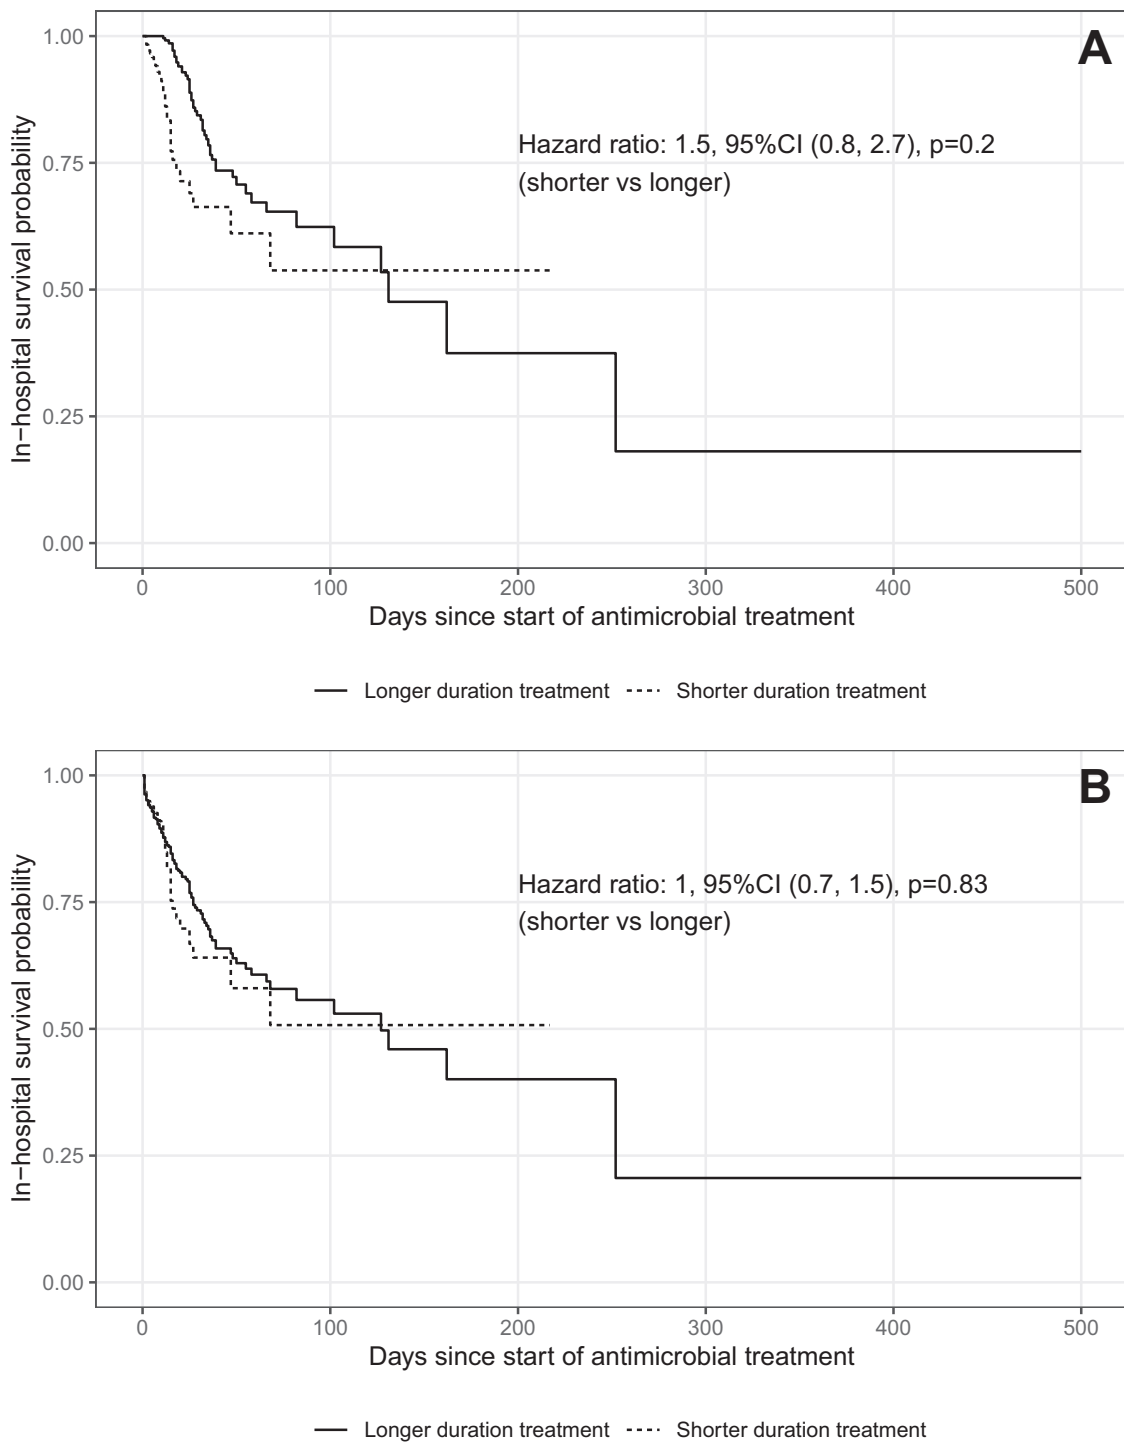 A
1.00
0.75
0.50
0.25
0.00
In−hospital survival probability
Hazard ratio: 1.5, 95%CI (0.8, 2.7), p=0.2
(shorter vs longer)
0 100 200 300 400 500
Days since start of antimicrobial treatment
Longer duration treatment Shorter duration treatment
B
1.00
0.75
0.50
0.25
0.00
In−hospital survival probability
Hazard ratio: 1, 95%CI (0.7, 1.5), p=0.83
(shorter vs longer)
0 100 200 300 400 500
Days since start of antimicrobial treatment
Longer duration treatment Shorter duration treatment